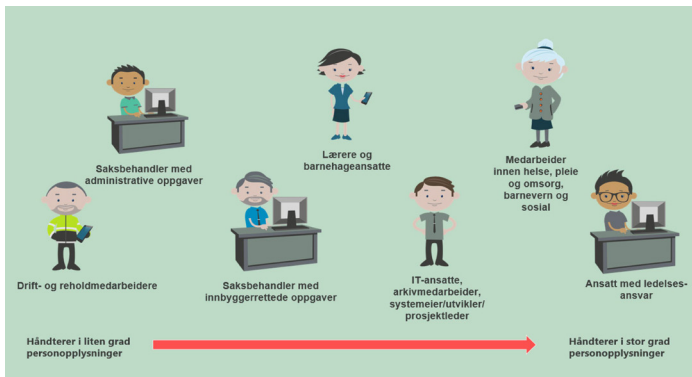 Saksbehandler med
administrative oppgaver
Lærere og
barnehageansatte
Medarbeider
innen helse, pleie
og omsorg,
barnevern og
sosial
Drift- og reholdmedarbeidere
Saksbehandler med
innbyggerrettede oppgaver
IT-ansatte,
arkivmedarbeider,
systemeier/utvikler/
prosjektleder
Ansatt med ledelses-
ansvar
Håndterer i liten grad
personopplysninger
Håndterer i stor grad
personopplysninger